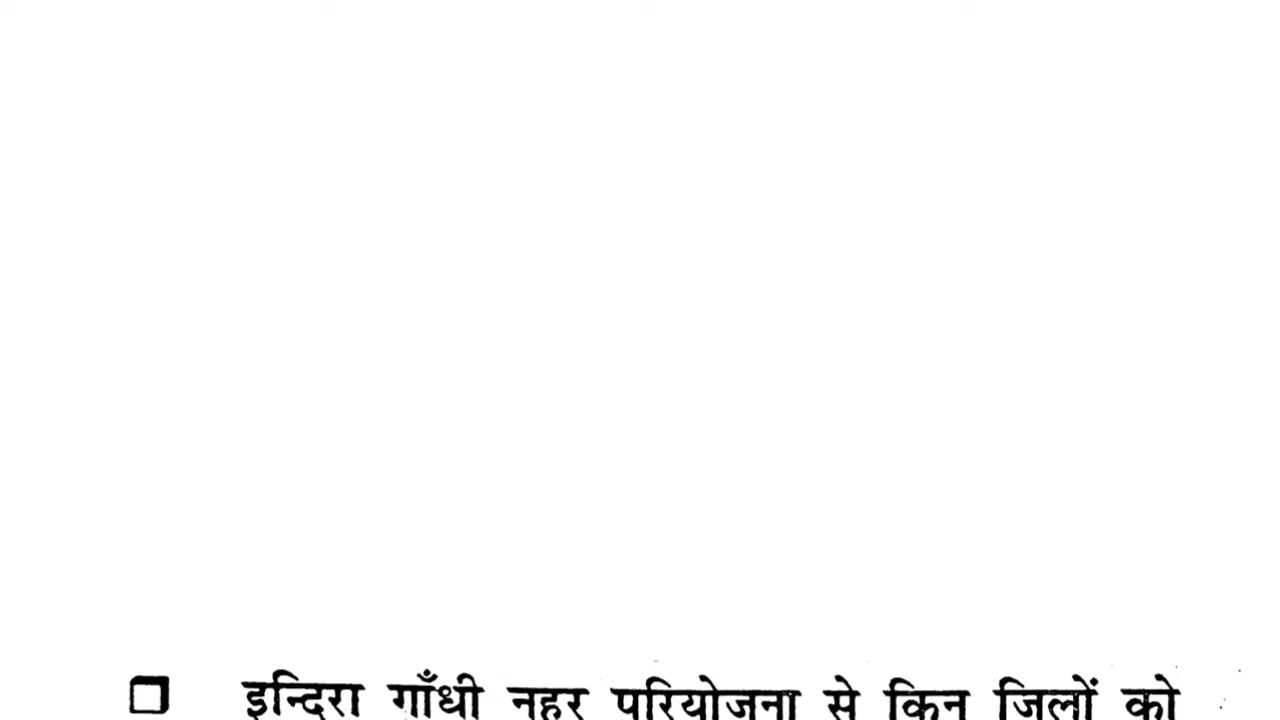 ❑ इन्दिरा गाँधी नहर परियोजना से किन जिलों को